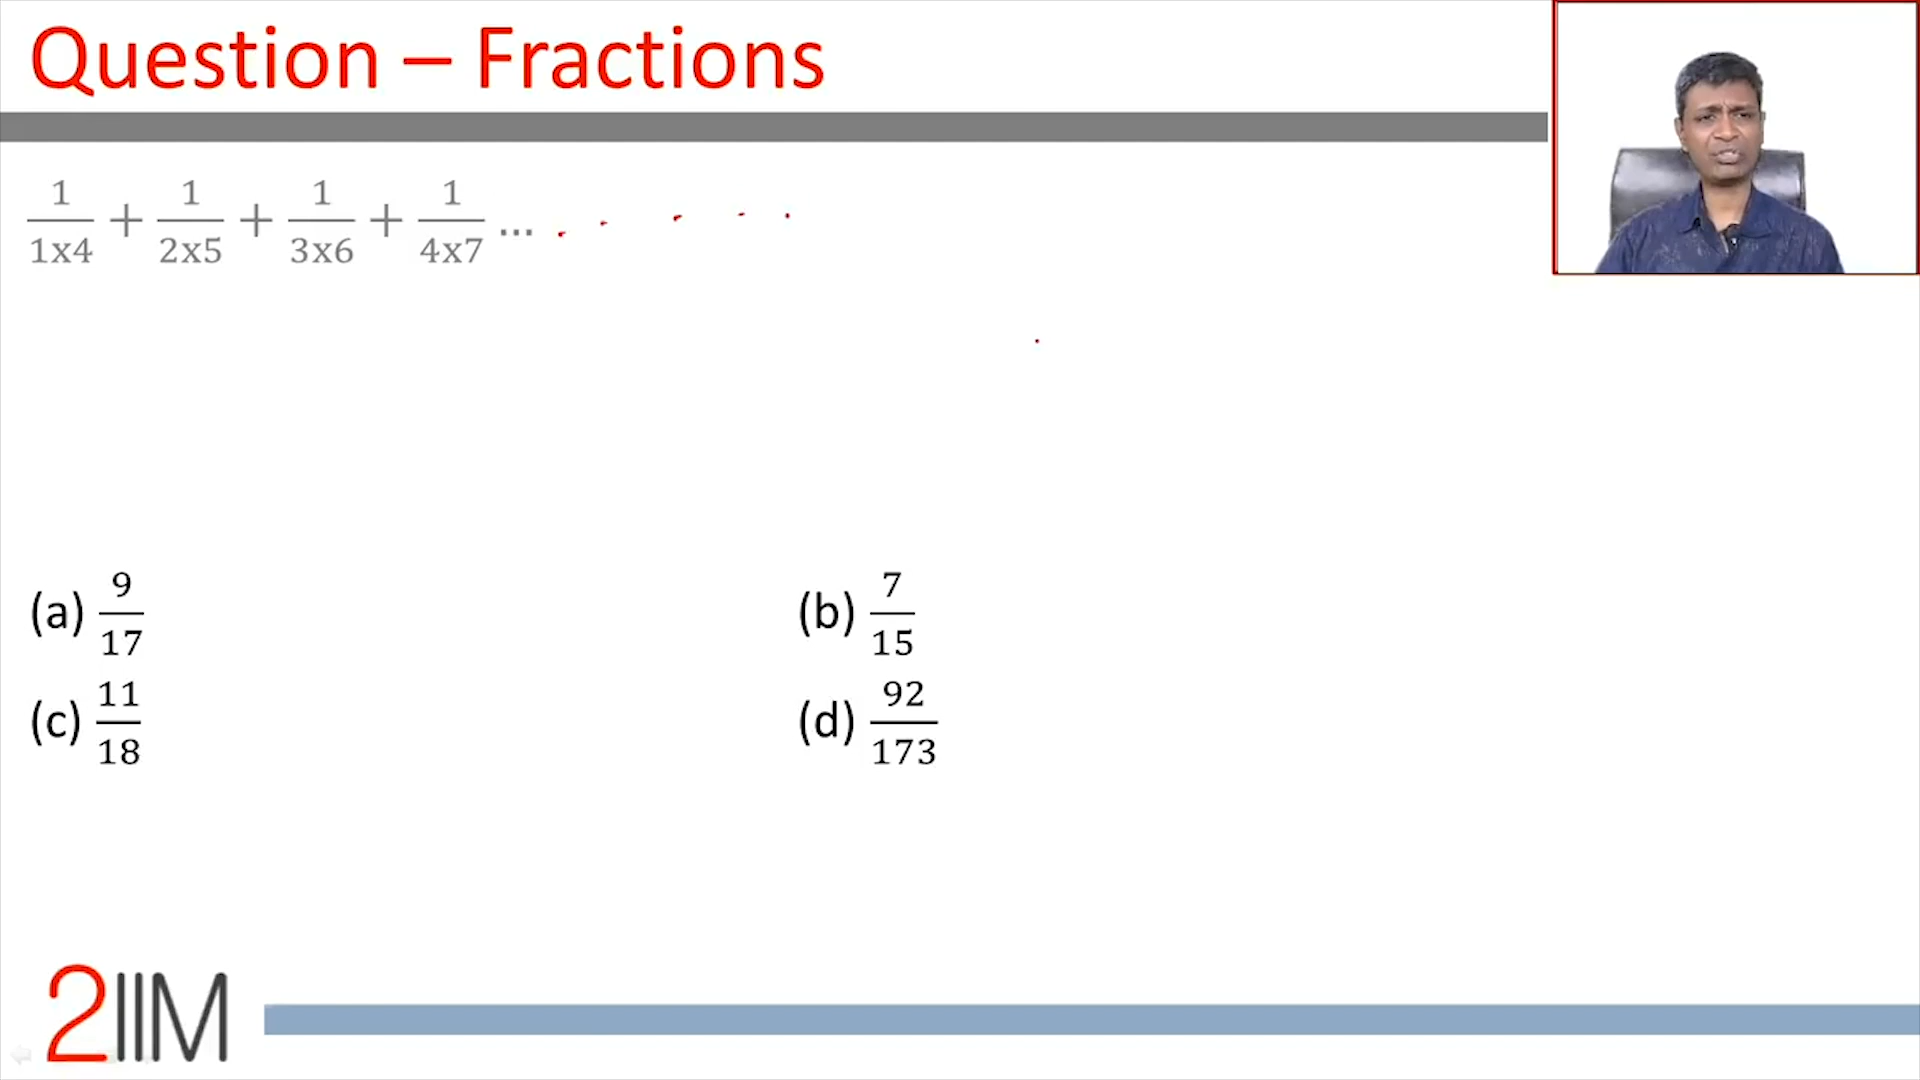 Question – Fractions
1/1x4 + 1/2x5 + 1/3x6 + 1/4x7 ...
(a) 9/17
(b) 7/15
(c) 11/18
(d) 92/173
2IIM